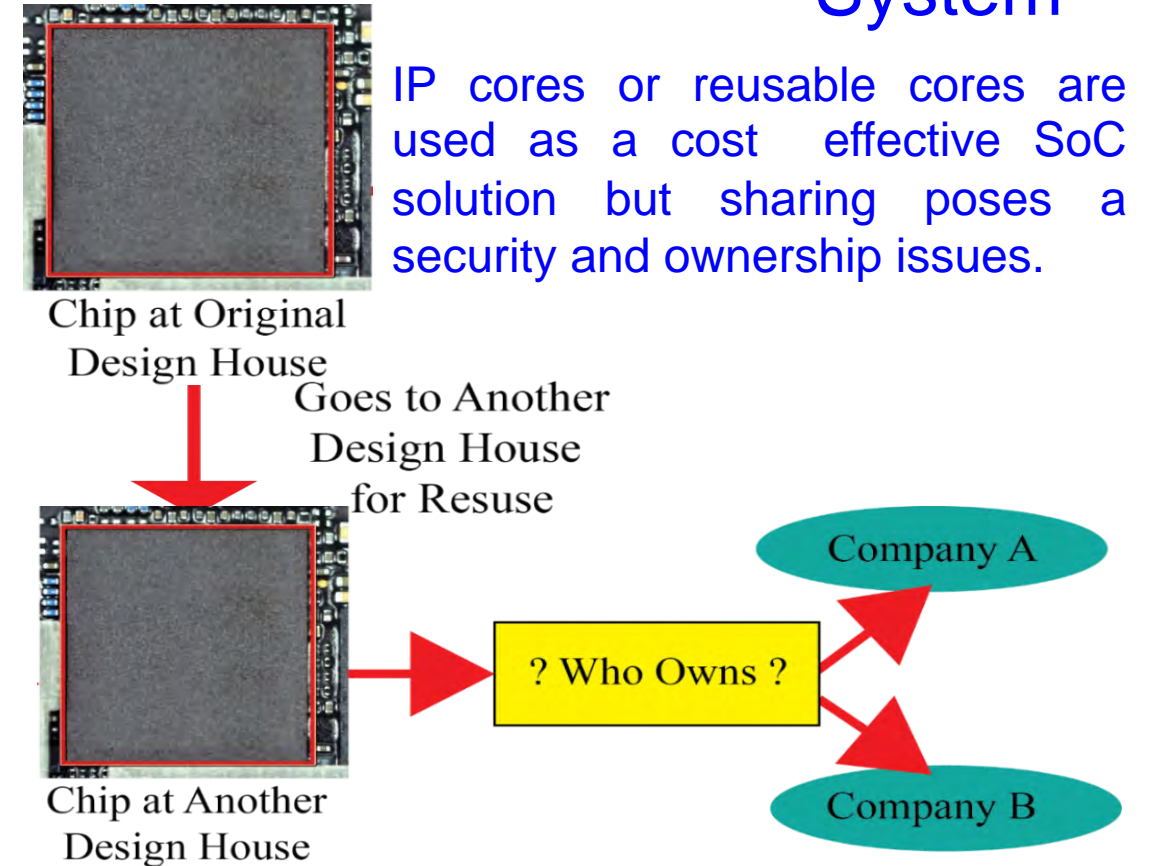 System
IP cores or reusable cores are
used as a cost effective SoC
solution but sharing poses a
security and ownership issues.
Chip at Original
Design House
Goes to Another
Design House
for Resuse
Company A
? Who Owns ?
Company B
Chip at Another
Design House